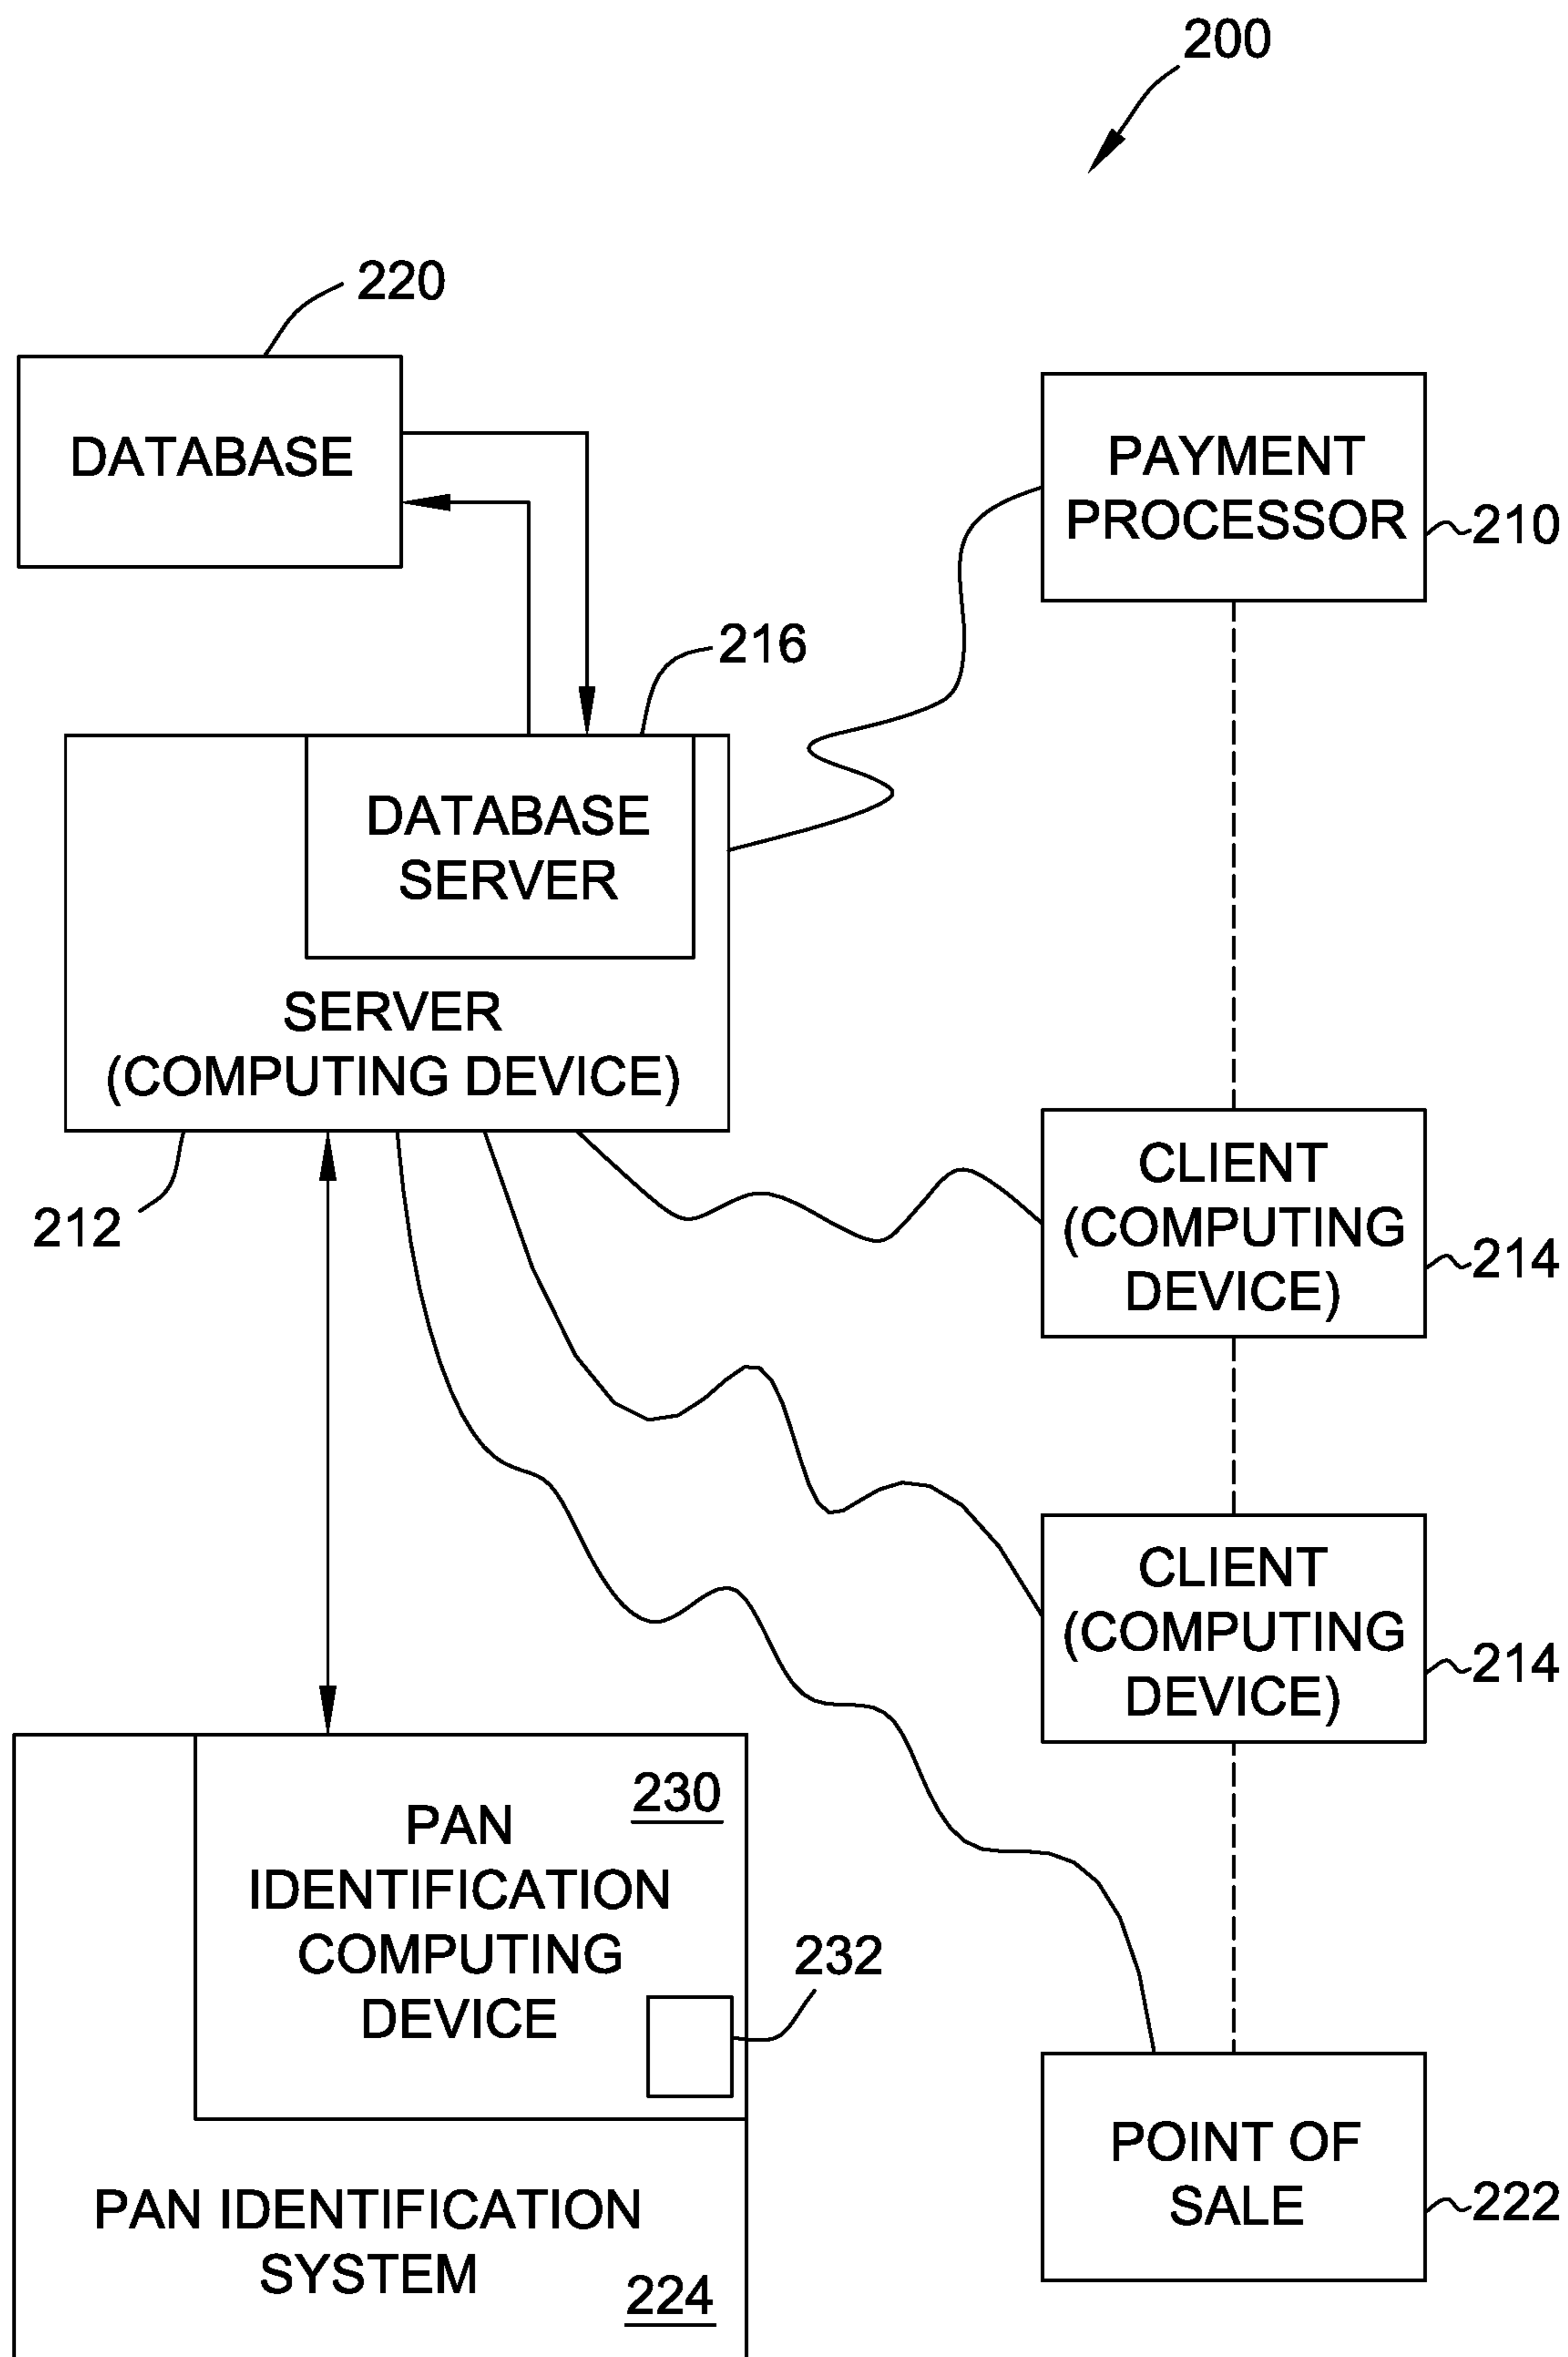 200
220
DATABASE
PAYMENT
PROCESSOR
210
216
DATABASE
SERVER
SERVER
(COMPUTING DEVICE)
212
CLIENT
(COMPUTING
DEVICE)
214
CLIENT
(COMPUTING
DEVICE)
214
230
PAN
IDENTIFICATION
COMPUTING
DEVICE
232
PAN IDENTIFICATION
SYSTEM
224
POINT OF
SALE
222